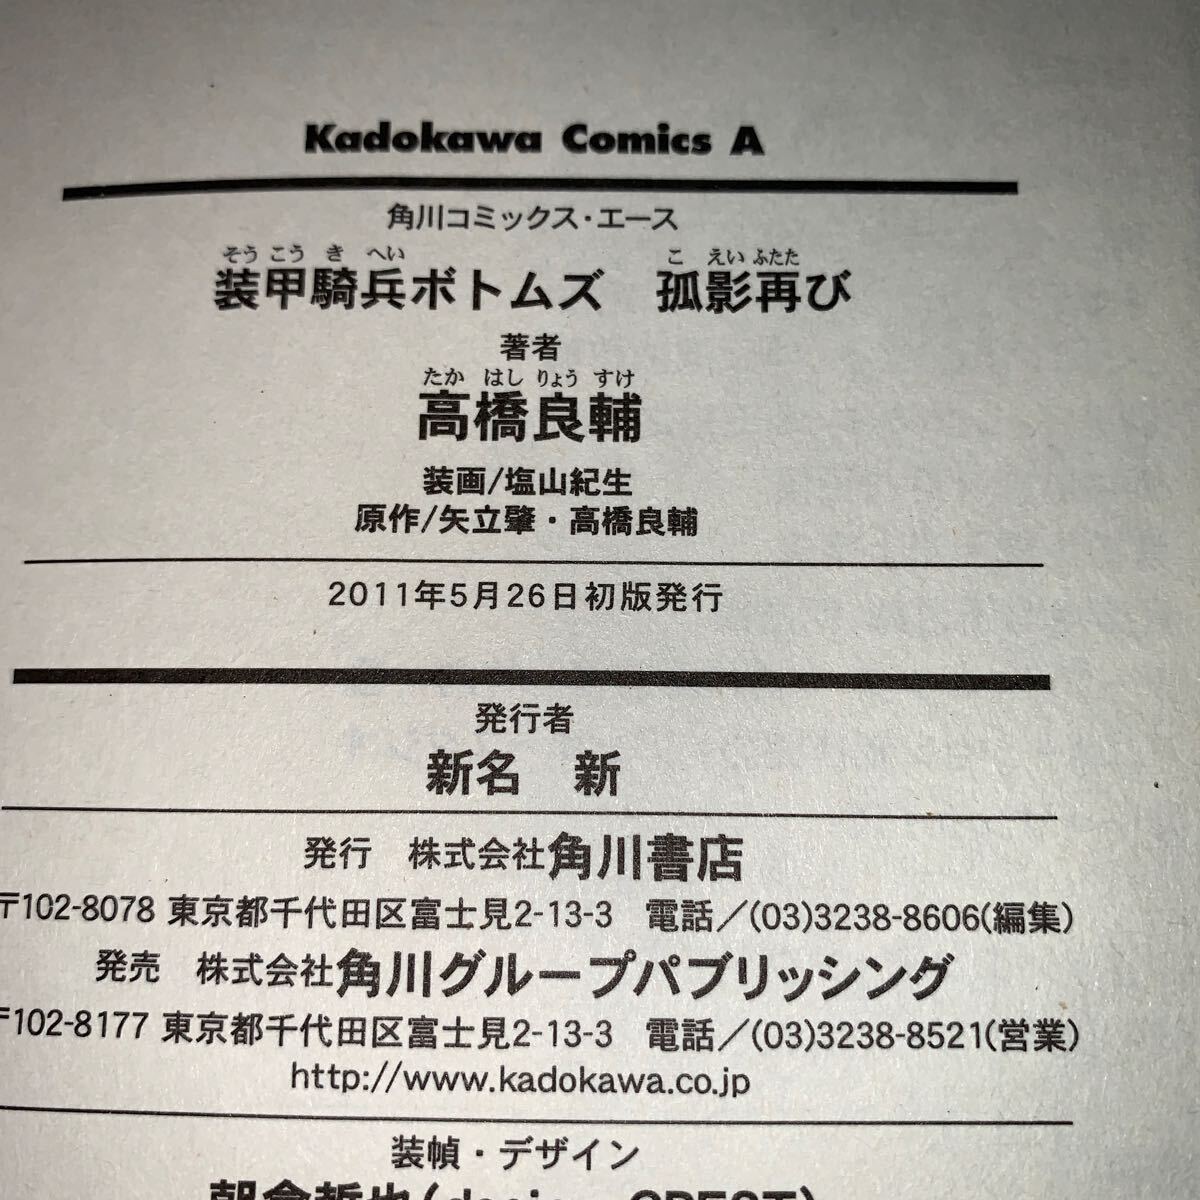 Kadokawa Comics A
角川コミックス・エース
そう こう き へい こ えい ふたた
装甲騎兵ボトムズ 孤影再び
著者
たか はし りょう すけ
高橋良輔
装画/塩山紀生
原作/矢立肇・高橋良輔
2011年5月26日初版発行
発行者
新名 新
発行 株式会社角川書店
〒102-8078 東京都千代田区富士見2-13-3 電話／(03)3238-8606(編集)
発売 株式会社角川グループパブリッシング
〒102-8177 東京都千代田区富士見2-13-3 電話／(03)3238-8521(営業)
http://www.kadokawa.co.jp
装幀・デザイン
朝倉哲也(design CREST)